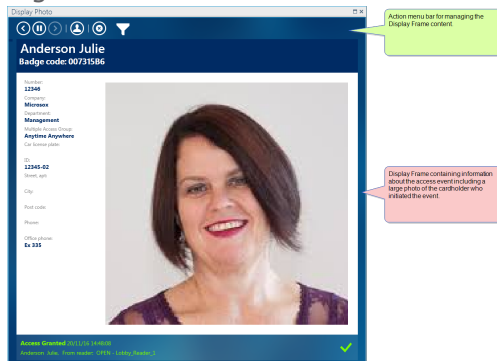 Display Photo
Action menu bar for managing the
Display Frame content.
Anderson Julie
Badge code: 007315B6
Number:
12346
Company:
Microsox
Department:
Management
Multiple Access Group:
Anytime Anywhere
Car license plate:
ID:
12345-02
Street, apt:
City:
Post code:
Phone:
Office phone:
Ex 335
Display Frame containing information
about the access event including a
large photo of the cardholder who
initiated the event.
Access Granted 20/11/16 14:49:08
Anderson Julie, From reader: OPEN - Lobby_Reader_1